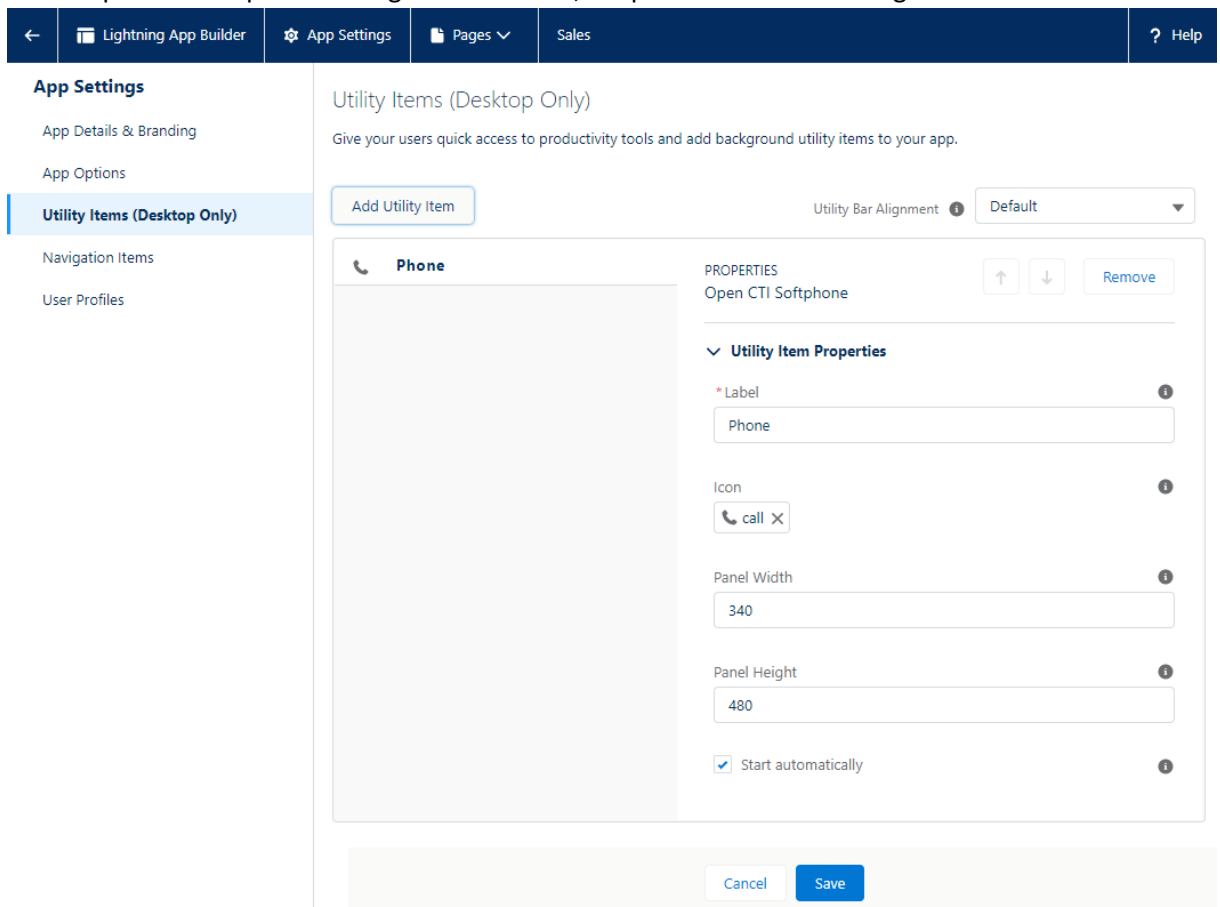 Lightning App Builder App Settings Pages Sales ? Help
App Settings
App Details & Branding
App Options
Utility Items (Desktop Only)
Navigation Items
User Profiles
Utility Items (Desktop Only)
Give your users quick access to productivity tools and add background utility items to your app.
Add Utility Item
Utility Bar Alignment Default
Phone
PROPERTIES
Open CTI Softphone
Remove
Utility Item Properties
* Label
Phone
Icon
call
Panel Width
340
Panel Height
480
Start automatically
Cancel Save